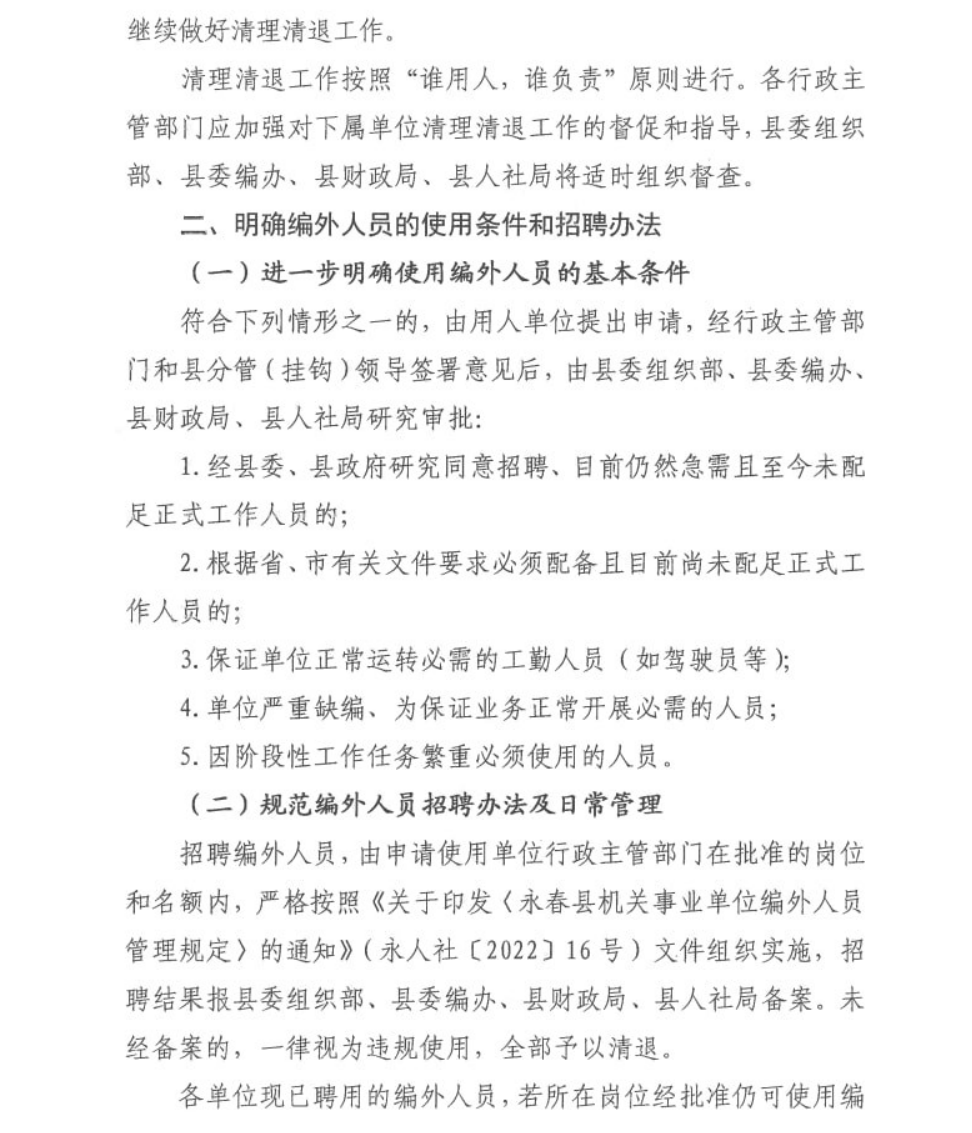 继续做好清理清退工作。
清理清退工作按照“谁用人，谁负责”原则进行。各行政主
管部门应加强对下属单位清理清退工作的督促和指导，县委组织
部、县委编办、县财政局、县人社局将适时组织督查。
二、明确编外人员的使用条件和招聘办法
（一）进一步明确使用编外人员的基本条件
符合下列情形之一的，由用人单位提出申请，经行政主管部
门和县分管（挂钩）领导签署意见后，由县委组织部、县委编办、
县财政局、县人社局研究审批：
1. 经县委、县政府研究同意招聘、目前仍然急需且至今未配
足正式工作人员的；
2. 根据省、市有关文件要求必须配备且目前尚未配足正式工
作人员的；
3. 保证单位正常运转必需的工勤人员（如驾驶员等）；
4. 单位严重缺编、为保证业务正常开展必需的人员；
5. 因阶段性工作任务繁重必须使用的人员。
（二）规范编外人员招聘办法及日常管理
招聘编外人员，由申请使用单位行政主管部门在批准的岗位
和名额内，严格按照《关于印发〈永春县机关事业单位编外人员
管理规定〉的通知》（永人社〔2022〕16 号）文件组织实施，招
聘结果报县委组织部、县委编办、县财政局、县人社局备案。未
经备案的，一律视为违规使用，全部予以清退。
各单位现已聘用的编外人员，若所在岗位经批准仍可使用编